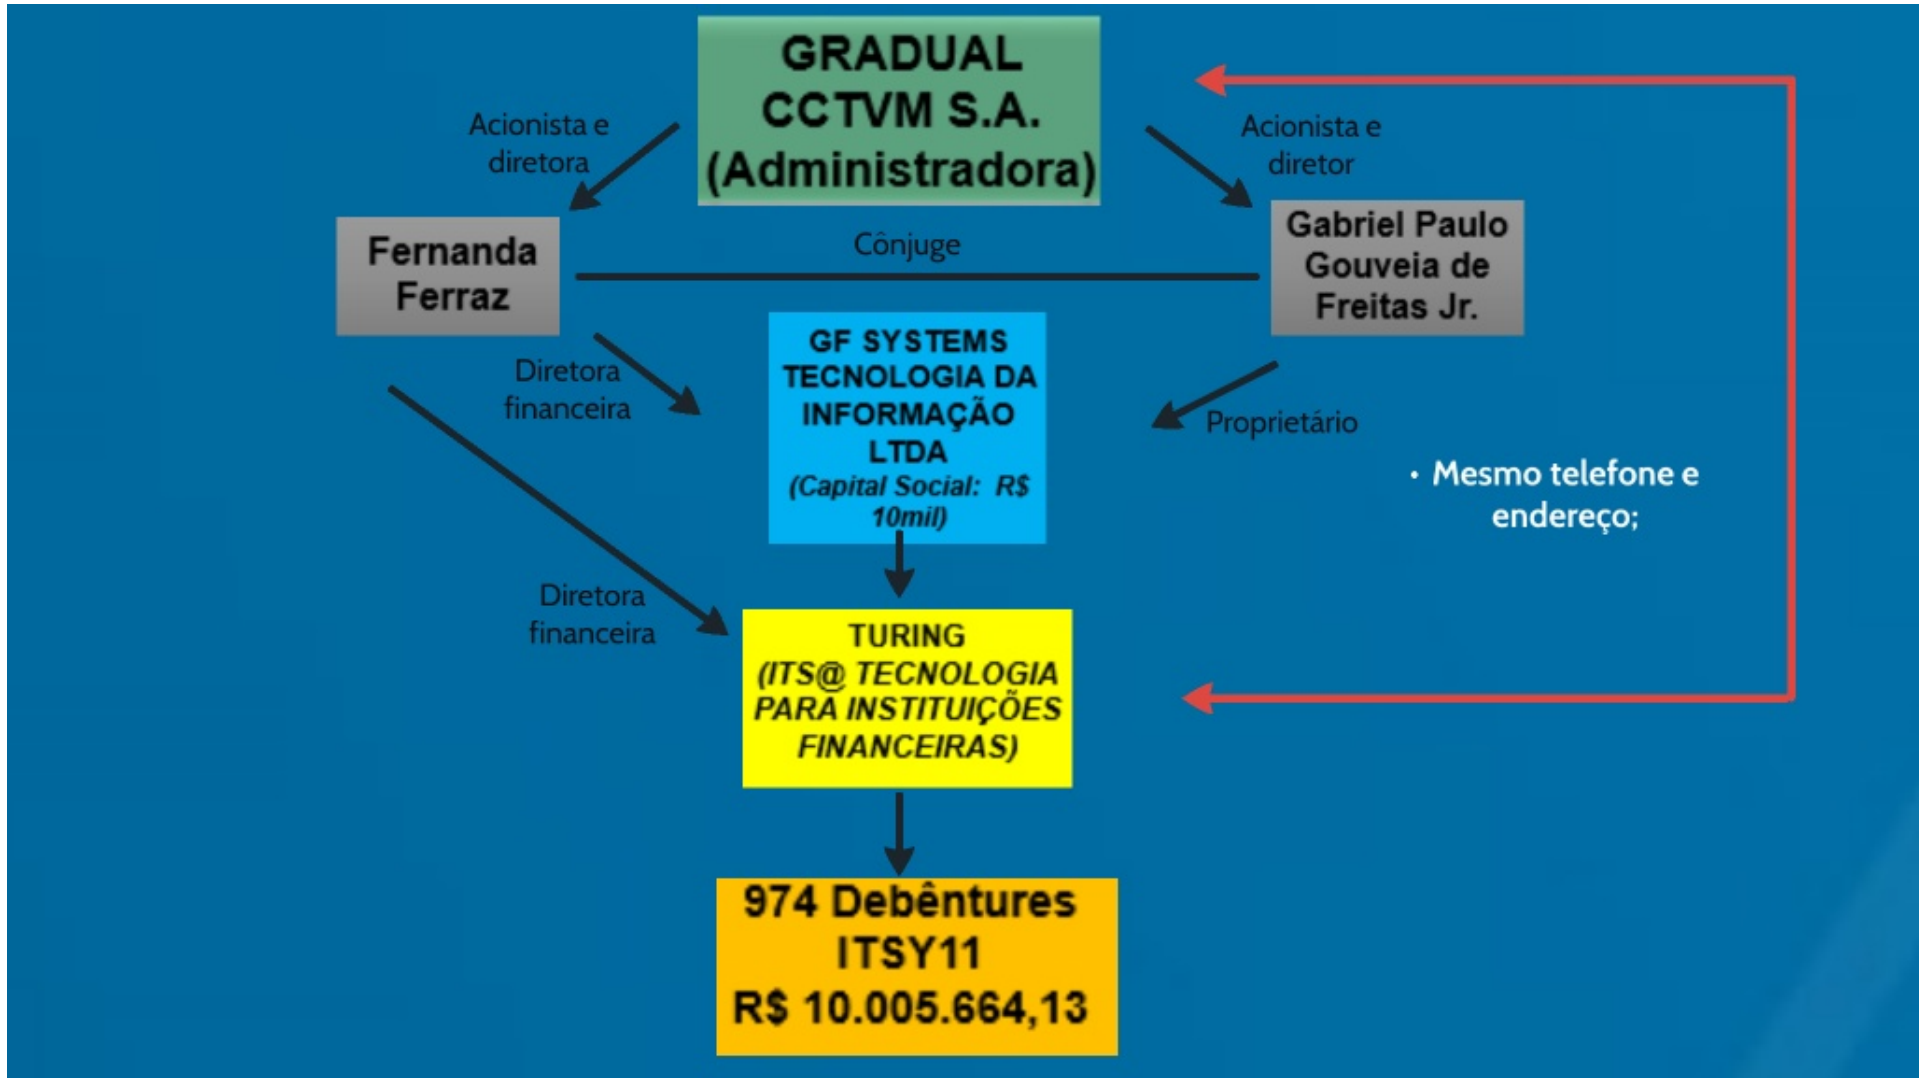 GRADUAL
CCTVM S.A.
(Administradora)
Acionista e
diretora
Acionista e
diretor
Fernanda
Ferraz
Cônjuge
Gabriel Paulo
Gouveia de
Freitas Jr.
GF SYSTEMS
TECNOLOGIA DA
INFORMAÇÃO
LTDA
(Capital Social: R$
10mil)
Diretora
financeira
Proprietário
• Mesmo telefone e
endereço;
Diretora
financeira
TURING
(ITS@ TECNOLOGIA
PARA INSTITUIÇÕES
FINANCEIRAS)
974 Debêntures
ITSY11
R$ 10.005.664,13